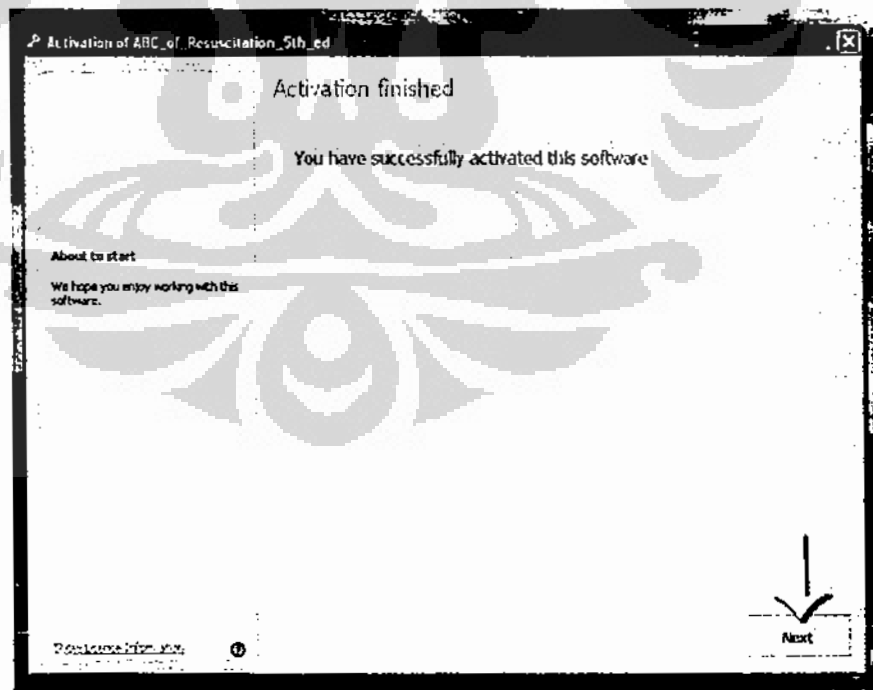 Activation of ABC_of_Resuscitation_5th_ed
Activation finished
You have successfully activated this software
About to start
We hope you enjoy working with this
software.
Next